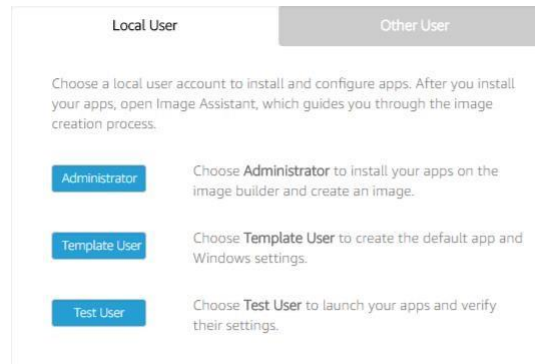 Local User
Other User
Choose a local user account to install and configure apps. After you install
your apps, open Image Assistant, which guides you through the image
creation process.
Administrator
Choose Administrator to install your apps on the
image builder and create an image.
Template User
Choose Template User to create the default app and
Windows settings.
Test User
Choose Test User to launch your apps and verify
their settings.